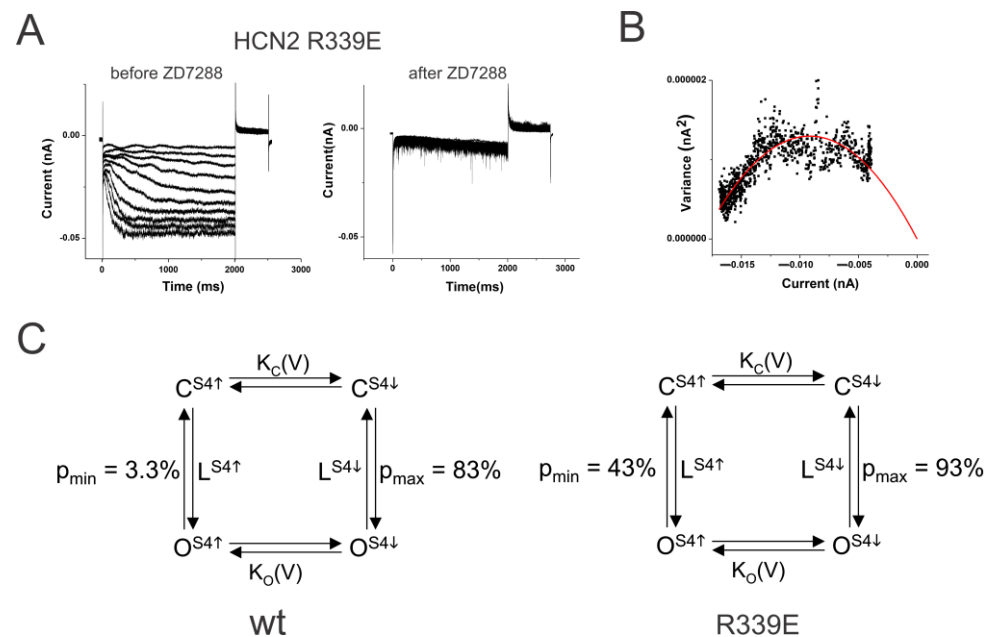 A
HCN2 R339E
before ZD7288
Current (nA)
0.00
-0.05
0
1000
2000
3000
Time (ms)
after ZD7288
Current(nA)
0.00
-0.05
0
1000
2000
3000
Time(ms)
B
Variance (nA²)
0.000002
0.000000
-0.015
-0.010
-0.005
0.000
Current (nA)
C
K_C(V)
C^S4↑
C^S4↓
p_min = 3.3%
L^S4↑
L^S4↓
p_max = 83%
O^S4↑
O^S4↓
K_O(V)
wt
K_C(V)
C^S4↑
C^S4↓
p_min = 43%
L^S4↑
L^S4↓
p_max = 93%
O^S4↑
O^S4↓
K_O(V)
R339E